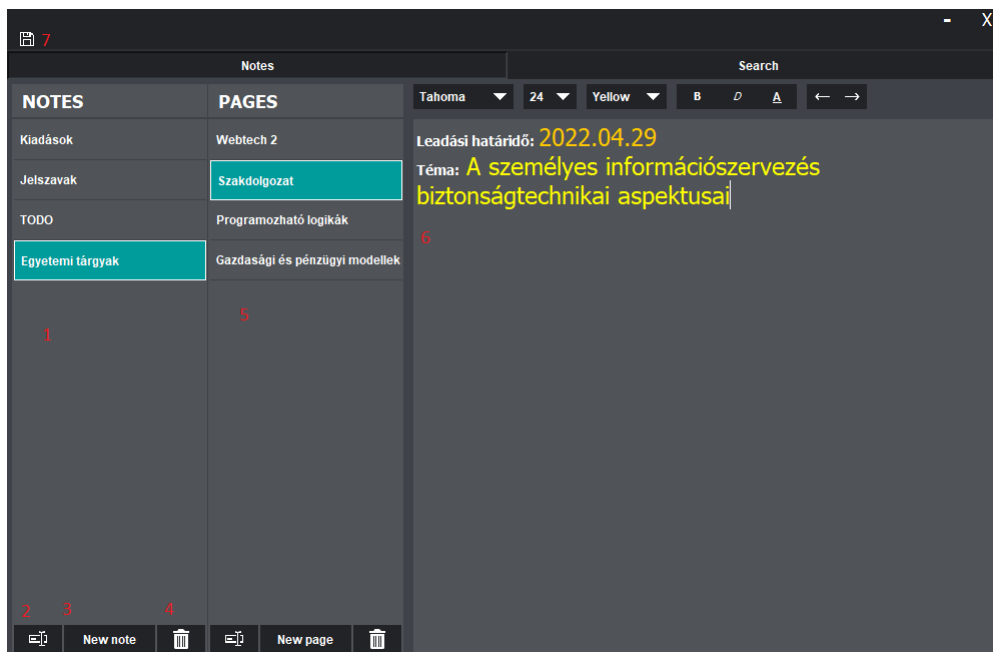 - X
7
Notes Search
NOTES PAGES Tahoma 24 Yellow B D A ← →
Kiadások Webtech 2 Leadási határidő: 2022.04.29
Jelszavak Szakdolgozat Téma: A személyes információszervezés
biztonságtechnikai aspektusai
TODO Programozható logikák
6
Egyetemi tárgyak Gazdasági és pénzügyi modellek
1 5
2 3 4
New note New page